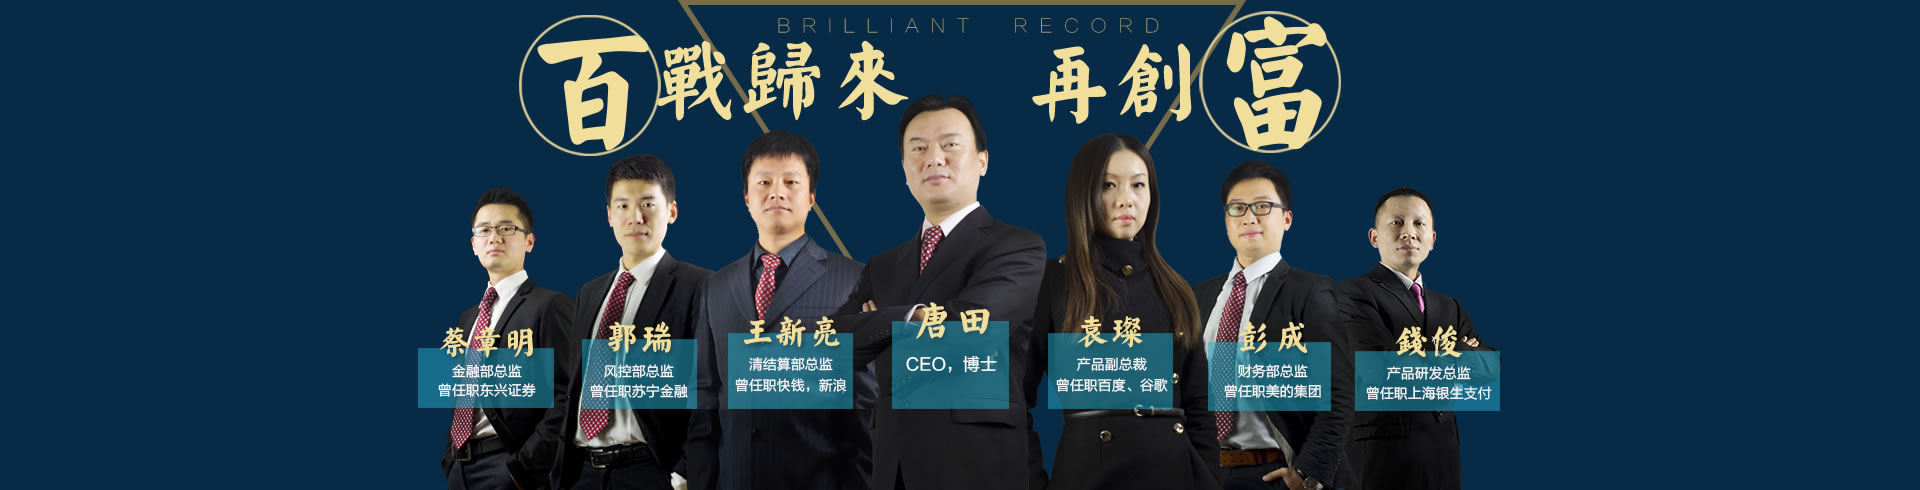 BRILLIANT RECORD
百戰歸來 再創富
蔡章明
金融部总监
曾任职东兴证券
郭瑞
风控部总监
曾任职苏宁金融
王新亮
清结算部总监
曾任职快钱，新浪
唐田
CEO，博士
袁璨
产品副总裁
曾任职百度、谷歌
彭成
财务部总监
曾任职美的集团
錢俊
产品研发总监
曾任职上海银生支付